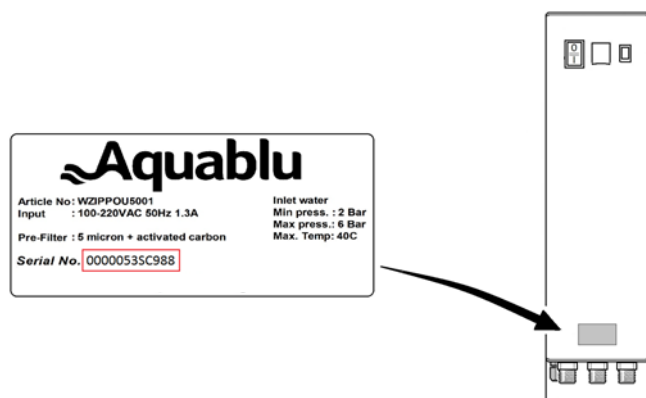 Aquablu
Article No: WZIPPOU5001
Input : 100-220VAC 50Hz 1.3A
Pre-Filter : 5 micron + activated carbon
Serial No. 0000053SC988
Inlet water
Min press. : 2 Bar
Max press.: 6 Bar
Max. Temp: 40C
O
I